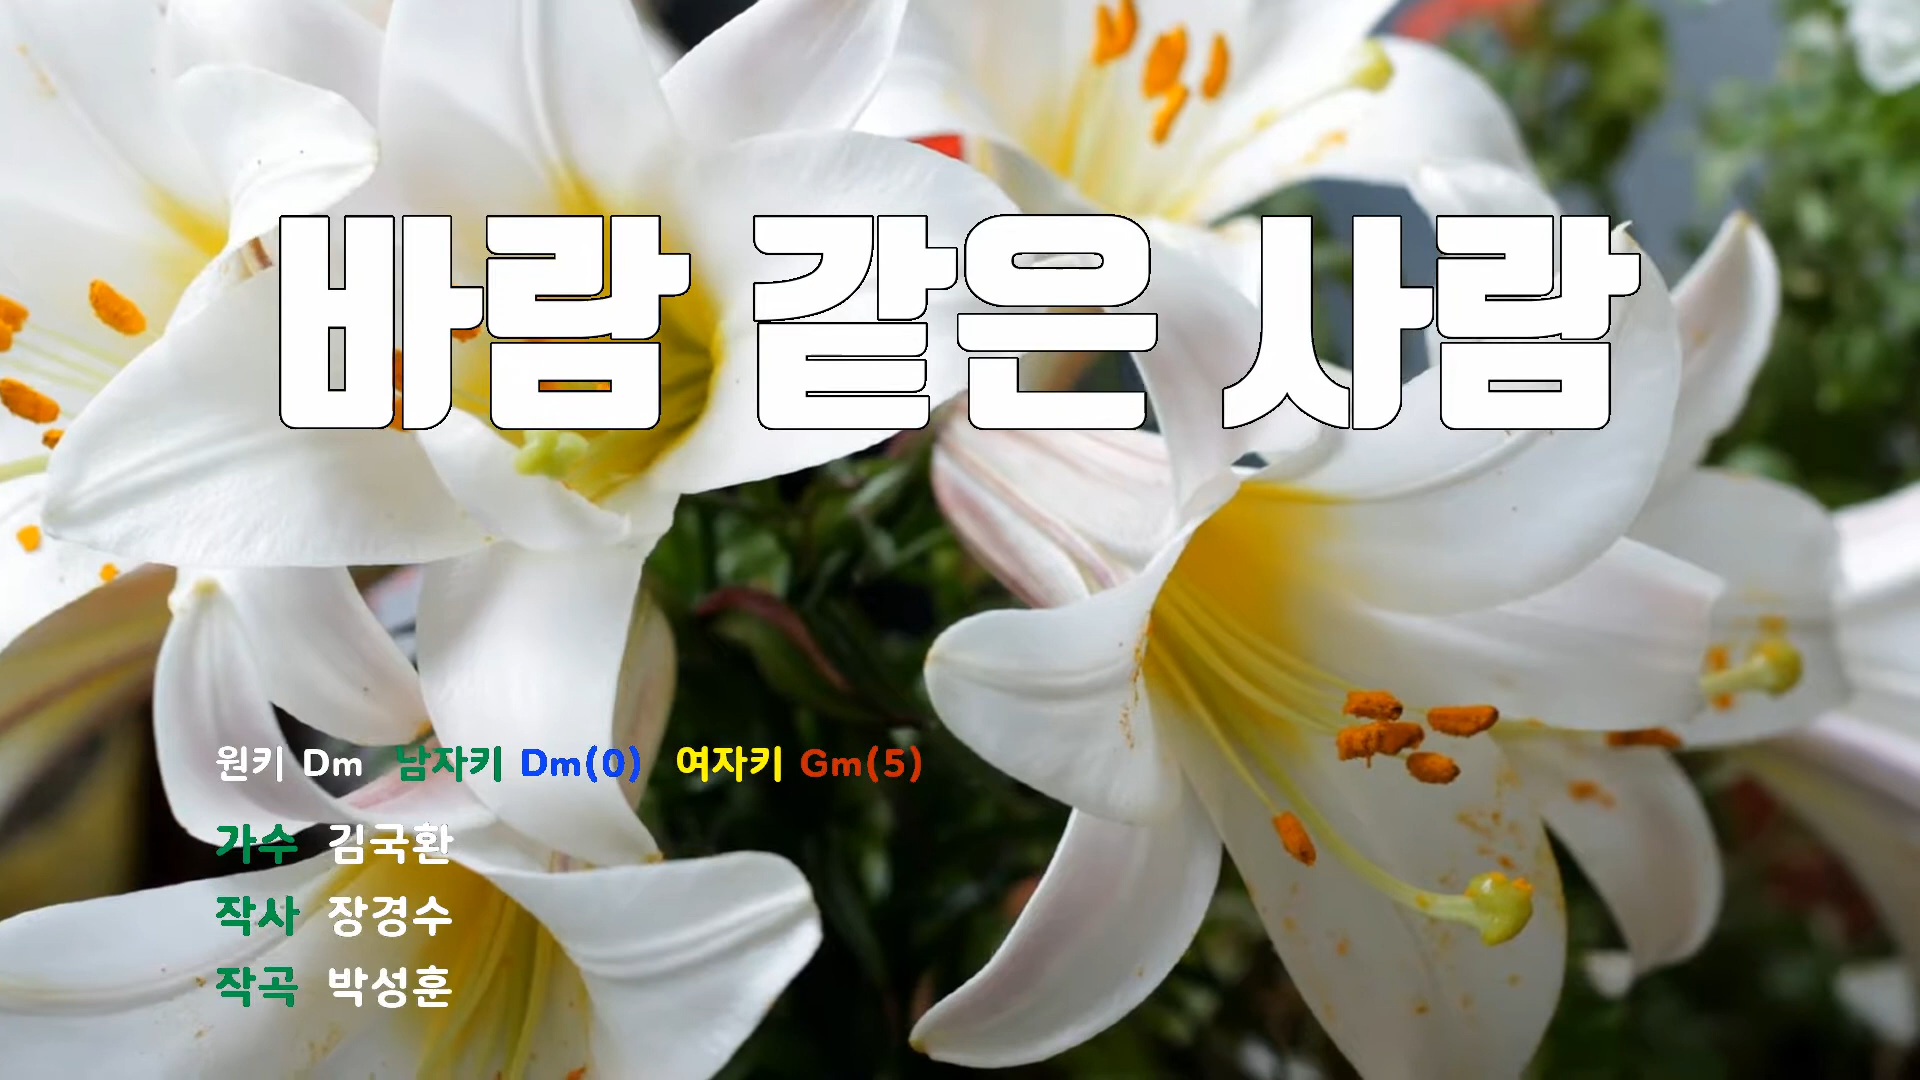 바람 같은 사람
원키 Dm 남자키 Dm(0) 여자키 Gm(5)
가수 김국환
작사 장경수
작곡 박성훈